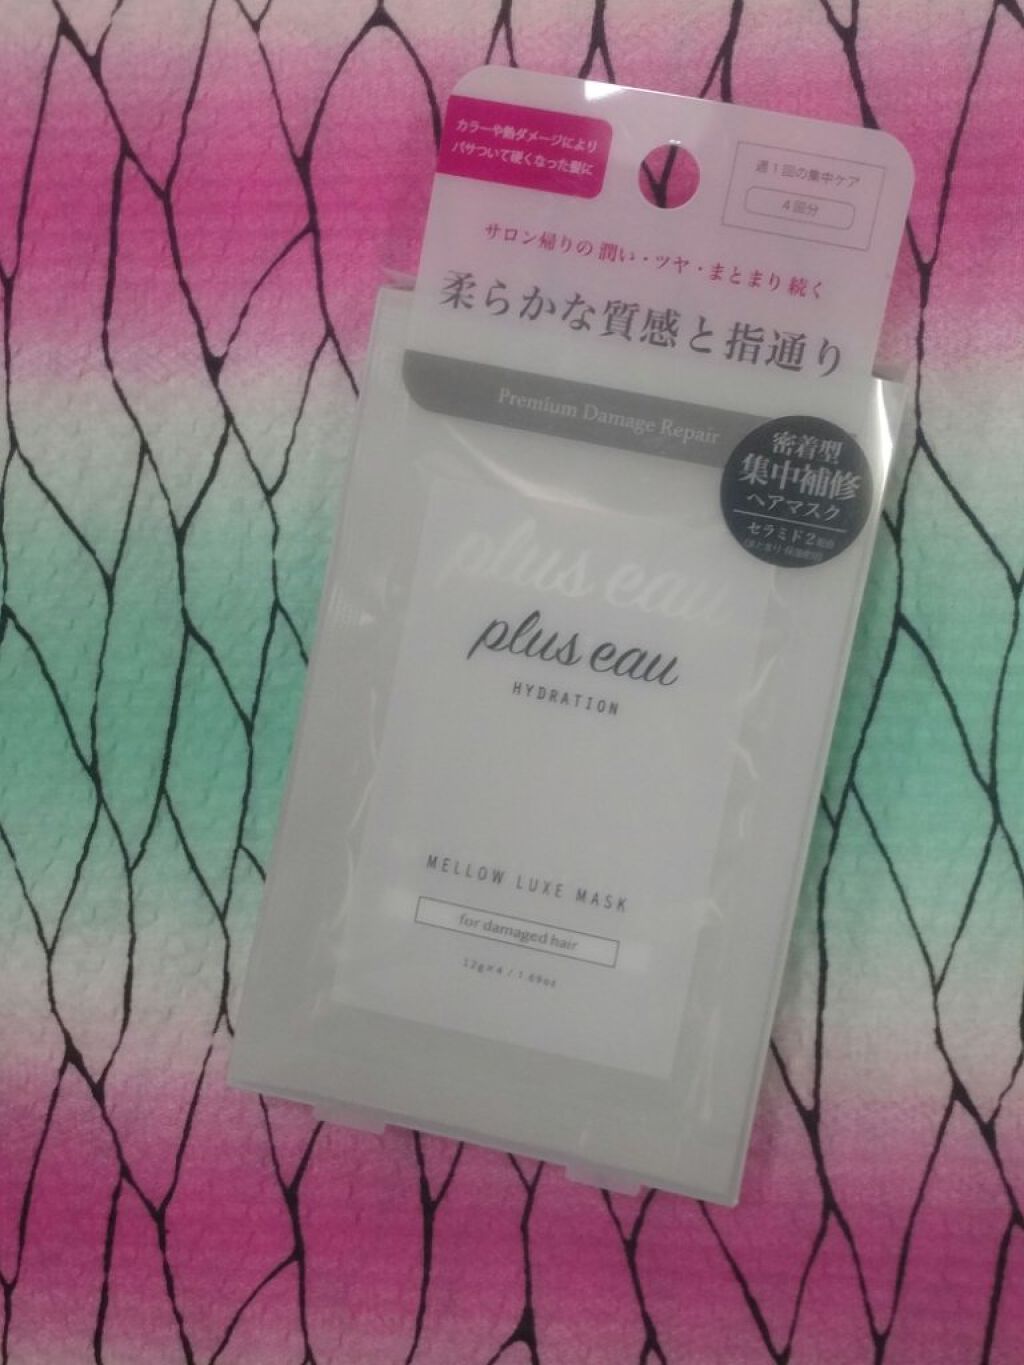 カラーや熱ダメージにより
パサついて硬くなった髪に
週1回の集中ケア
4回分
サロン帰りの 潤い・ツヤ・まとまり 続く
柔らかな質感と指通り
Premium Damage Repair
密着型
集中補修
ヘアマスク
セラミド2配合
plus eau
plus eau
HYDRATION
MELLOW LUXE MASK
for damaged hair
12g×4 / 1.69oz